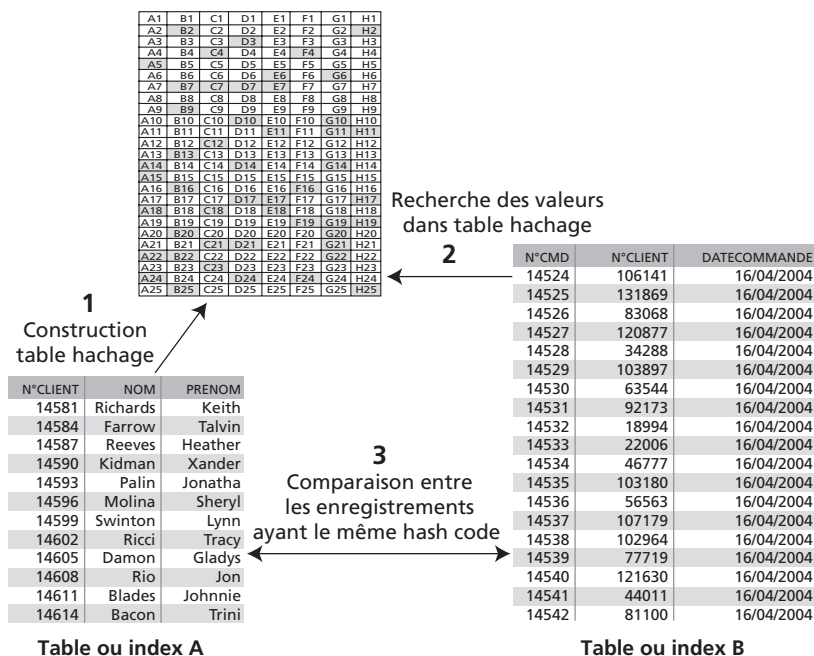 A1 B1 C1 D1 E1 F1 G1 H1
A2 B2 C2 D2 E2 F2 G2 H2
A3 B3 C3 D3 E3 F3 G3 H3
A4 B4 C4 D4 E4 F4 G4 H4
A5 B5 C5 D5 E5 F5 G5 H5
A6 B6 C6 D6 E6 F6 G6 H6
A7 B7 C7 D7 E7 F7 G7 H7
A8 B8 C8 D8 E8 F8 G8 H8
A9 B9 C9 D9 E9 F9 G9 H9
A10 B10 C10 D10 E10 F10 G10 H10
A11 B11 C11 D11 E11 F11 G11 H11
A12 B12 C12 D12 E12 F12 G12 H12
A13 B13 C13 D13 E13 F13 G13 H13
A14 B14 C14 D14 E14 F14 G14 H14
A15 B15 C15 D15 E15 F15 G15 H15
A16 B16 C16 D16 E16 F16 G16 H16
A17 B17 C17 D17 E17 F17 G17 H17
A18 B18 C18 D18 E18 F18 G18 H18
A19 B19 C19 D19 E19 F19 G19 H19
A20 B20 C20 D20 E20 F20 G20 H20
A21 B21 C21 D21 E21 F21 G21 H21
A22 B22 C22 D22 E22 F22 G22 H22
A23 B23 C23 D23 E23 F23 G23 H23
A24 B24 C24 D24 E24 F24 G24 H24
A25 B25 C25 D25 E25 F25 G25 H25
Recherche des valeurs
dans table hachage
2
1
Construction
table hachage
N°CLIENT NOM PRENOM
14581 Richards Keith
14584 Farrow Talvin
14587 Reeves Heather
14590 Kidman Xander
14593 Palin Jonatha
14596 Molina Sheryl
14599 Swinton Lynn
14602 Ricci Tracy
14605 Damon Gladys
14608 Rio Jon
14611 Blades Johnnie
14614 Bacon Trini
Table ou index A
3
Comparaison entre
les enregistrements
ayant le même hash code
N°CMD N°CLIENT DATECOMMANDE
14524 106141 16/04/2004
14525 131869 16/04/2004
14526 83068 16/04/2004
14527 120877 16/04/2004
14528 34288 16/04/2004
14529 103897 16/04/2004
14530 63544 16/04/2004
14531 92173 16/04/2004
14532 18994 16/04/2004
14533 22006 16/04/2004
14534 46777 16/04/2004
14535 103180 16/04/2004
14536 56563 16/04/2004
14537 107179 16/04/2004
14538 102964 16/04/2004
14539 77719 16/04/2004
14540 121630 16/04/2004
14541 44011 16/04/2004
14542 81100 16/04/2004
Table ou index B